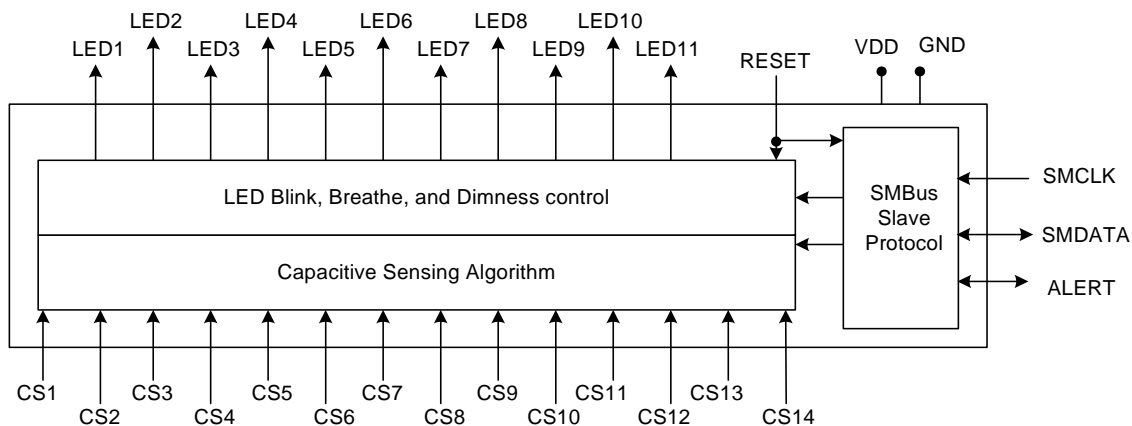 LED1
LED2
LED3
LED4
LED5
LED6
LED7
LED8
LED9
LED10
LED11
RESET
VDD
GND
LED Blink, Breathe, and Dimness control
Capacitive Sensing Algorithm
SMBus
Slave
Protocol
SMCLK
SMDATA
ALERT
CS1
CS2
CS3
CS4
CS5
CS6
CS7
CS8
CS9
CS10
CS11
CS12
CS13
CS14